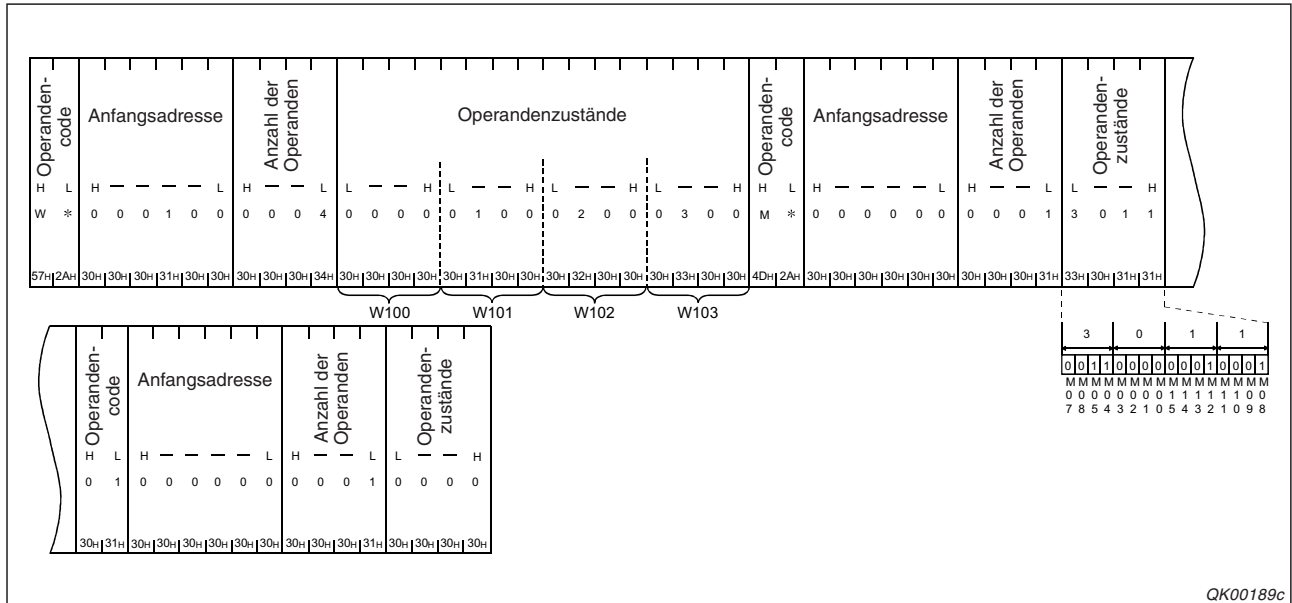 Operanden-
code
Anfangsadresse
Anzahl der
Operanden
Operandenzustände
Operanden-
code
Anfangsadresse
Anzahl der
Operanden
Operanden-
zustände
H L H — — — — L H — — L L — — H L — — H L — — H L — — H H L H — — — — L H — — L L — — H
W * 0 0 0 1 0 0 0 0 0 4 0 0 0 0 0 1 0 0 0 2 0 0 0 3 0 0 M * 0 0 0 0 0 0 0 0 0 1 3 0 1 1
57H 2AH 30H 30H 30H 31H 30H 30H 30H 30H 30H 34H 30H 30H 30H 30H 30H 31H 30H 30H 30H 32H 30H 30H 30H 33H 30H 30H 4DH 2AH 30H 30H 30H 30H 30H 30H 30H 30H 30H 31H 33H 30H 31H 31H
W100 W101 W102 W103
3 0 1 1
0 0 1 1 0 0 0 0 0 0 0 1 0 0 0 1
M M M M M M M M M M M M M M M M
0 0 0 0 0 0 0 0 1 1 1 1 1 1 0 0
7 8 5 4 3 2 1 0 5 4 3 2 1 0 9 8
Operanden-
code
Anfangsadresse
Anzahl der
Operanden
Operanden-
zustände
H L H — — — — L H — — L L — — H
0 1 0 0 0 0 0 0 0 0 0 1 0 0 0 0
30H 31H 30H 30H 30H 30H 30H 30H 30H 30H 30H 31H 30H 30H 30H 30H
QK00189c